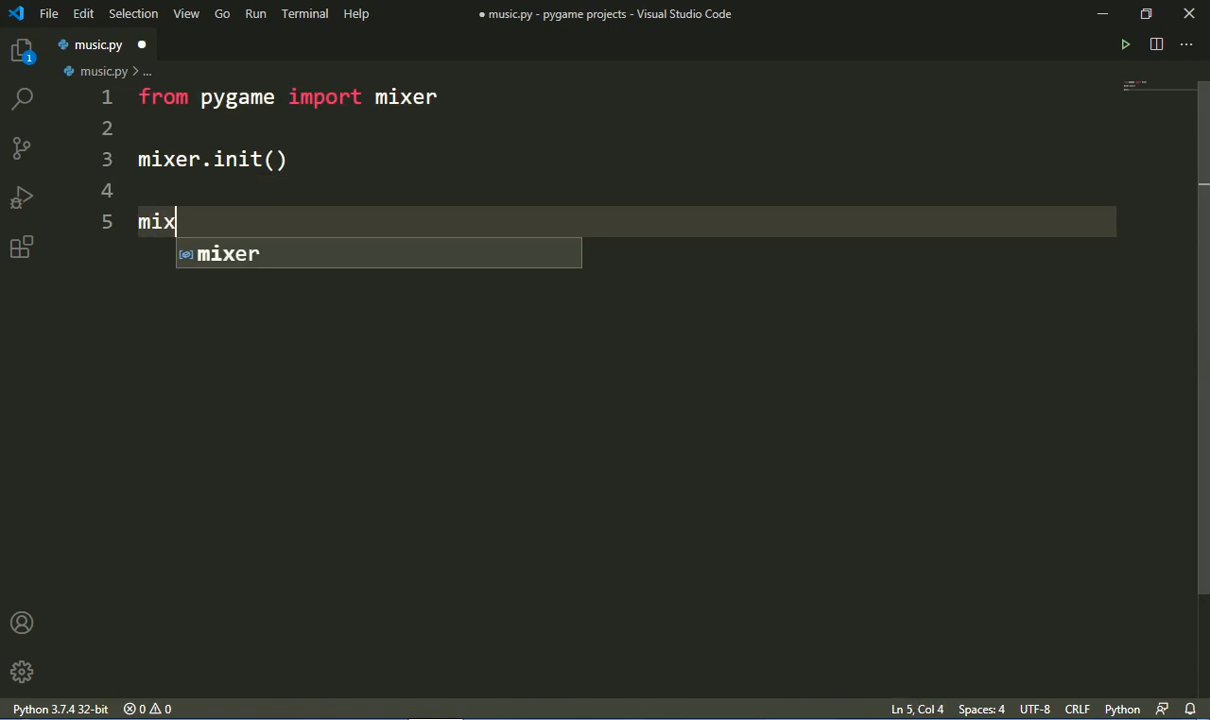 File Edit Selection View Go Run Terminal Help ● music.py - pygame projects - Visual Studio Code
music.py ●
music.py > ...
1
1 from pygame import mixer
2
3 mixer.init()
4
5 mix
mixer
Python 3.7.4 32-bit 0 0 Ln 5, Col 4 Spaces: 4 UTF-8 CRLF Python